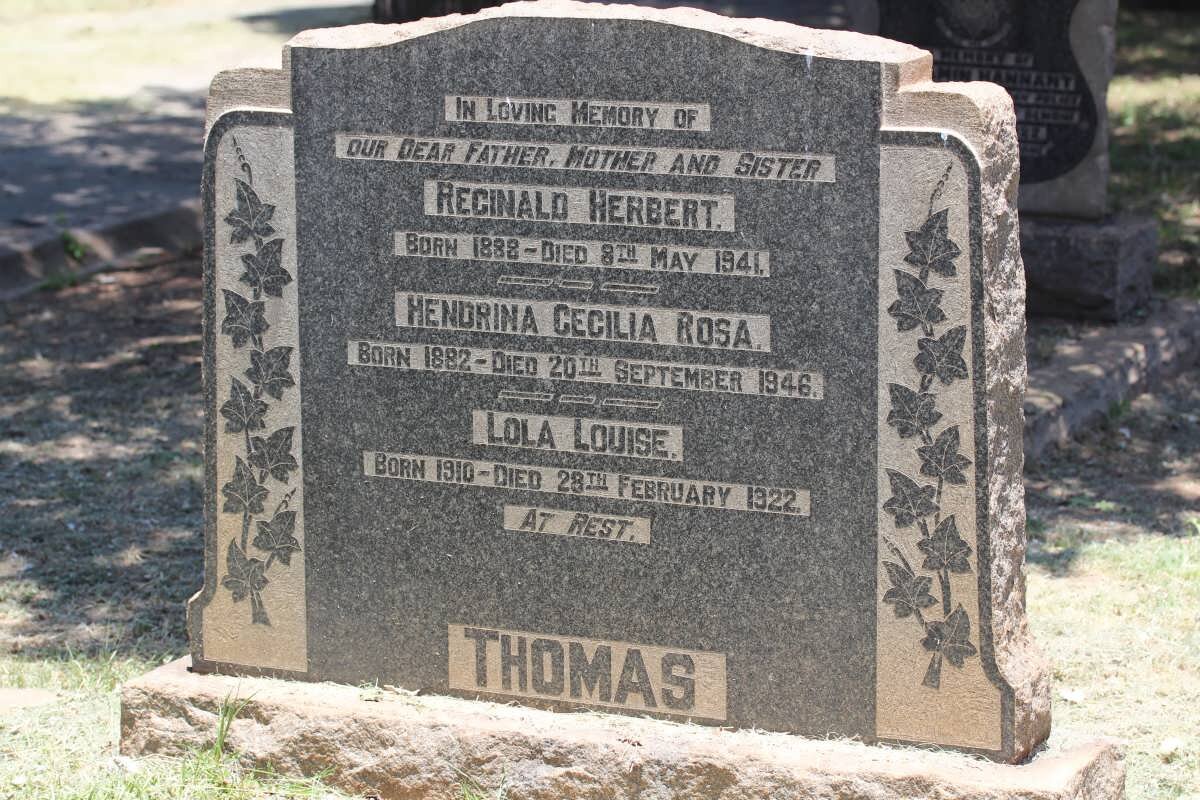 IN LOVING MEMORY OF
OUR DEAR FATHER, MOTHER AND SISTER
REGINALD HERBERT.
BORN 1888 - DIED 8TH MAY 1941.
HENDRINA CECILIA ROSA.
BORN 1882 - DIED 20TH SEPTEMBER 1946.
LOLA LOUISE.
BORN 1910 - DIED 28TH FEBRUARY 1922.
AT REST.
THOMAS